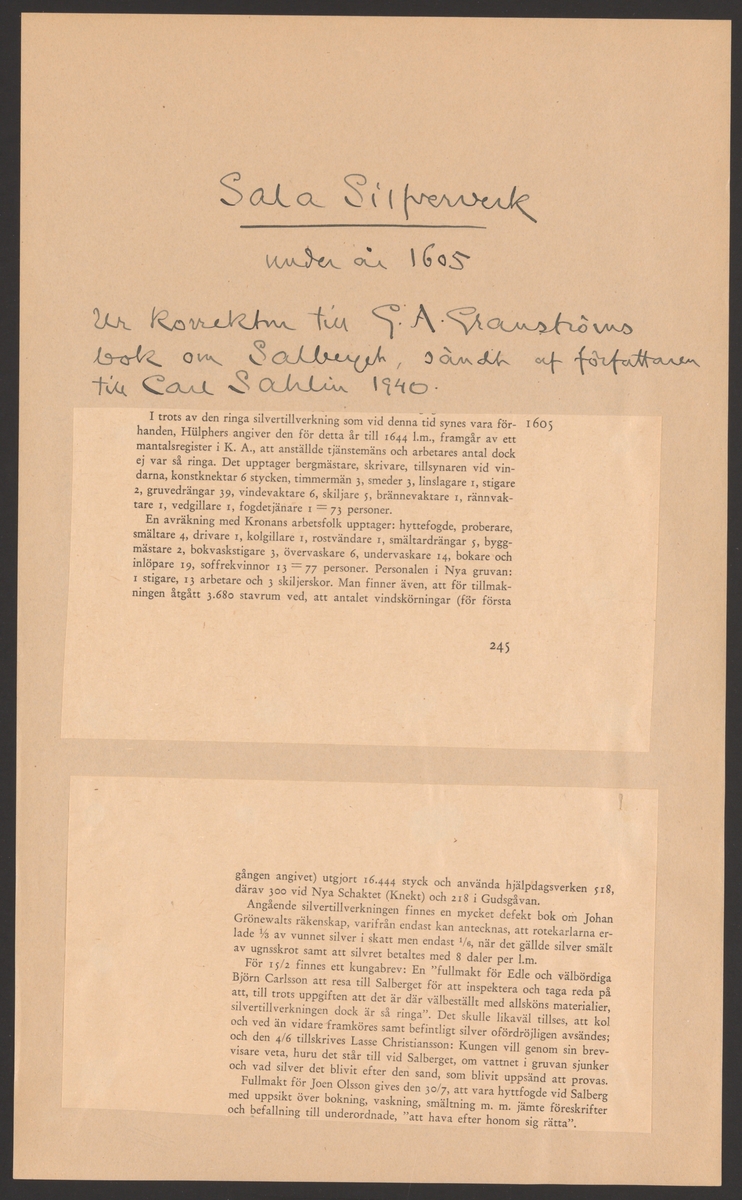 Sala Silfververk
under år 1605
Ur korrektur till G. A. Granströms
bok om Salberget, sändt af författaren
till Carl Sahlin 1940.
I trots av den ringa silvertillverkning som vid denna tid synes vara för- 1605
handen, Hülphers angiver den för detta år till 1644 l.m., framgår av ett
mantalsregister i K. A., att anställde tjänstemäns och arbetares antal dock
ej var så ringa. Det upptager bergmästare, skrivare, tillsynaren vid vin-
darna, konstknektar 6 stycken, timmermän 3, smeder 3, linslagare 1, stigare
2, gruvedrängar 39, vindevaktare 6, skiljare 5, brännevaktare 1, rännvak-
tare 1, vedgillare 1, fogdetjänare 1 = 73 personer.
En avräkning med Kronans arbetsfolk upptager: hyttefogde, proberare,
smältare 4, drivare 1, kolgillare 1, rostvändare 1, smältardrängar 5, bygg-
mästare 2, bokvaskstigare 3, övervaskare 6, undervaskare 14, bokare och
inlöpare 19, soffrekvinnor 13 = 77 personer. Personalen i Nya gruvan:
1 stigare, 13 arbetare och 3 skiljerskor. Man finner även, att för tillmak-
ningen åtgått 3.680 stavrum ved, att antalet vindskörningar (för första
245
gången angivet) utgjort 16.444 styck och använda hjälpdagsverken 518,
därav 300 vid Nya Schaktet (Knekt) och 218 i Gudsgåvan.
Angående silvertillverkningen finnes en mycket defekt bok om Johan
Grönewalts räkenskap, varifrån endast kan antecknas, att rotekarlarna er-
lade 1/3 av vunnet silver i skatt men endast 1/6, när det gällde silver smält
av ugnsskrot samt att silvret betaltes med 8 daler per l.m.
För 15/2 finnes ett kungabrev: En "fullmakt för Edle och välbördiga
Björn Carlsson att resa till Salberget för att inspektera och taga reda på
att, till trots uppgiften att det är där välbeställt med allsköns materialier,
silvertillverkningen dock är så ringa". Det skulle likaväl tillses, att kol
och ved än vidare framköres samt befintligt silver ofördröjligen avsändes;
och den 4/6 tillskrives Lasse Christiansson: Kungen vill genom sin brev-
visare veta, huru det står till vid Salberget, om vattnet i gruvan sjunker
och vad silver det blivit efter den sand, som blivit uppsänd att provas.
Fullmakt för Joen Olsson gives den 30/7, att vara hyttfogde vid Salberg
med uppsikt över bokning, vaskning, smältning m. m. jämte föreskrifter
och befallning till underordnade, "att hava efter honom sig rätta".